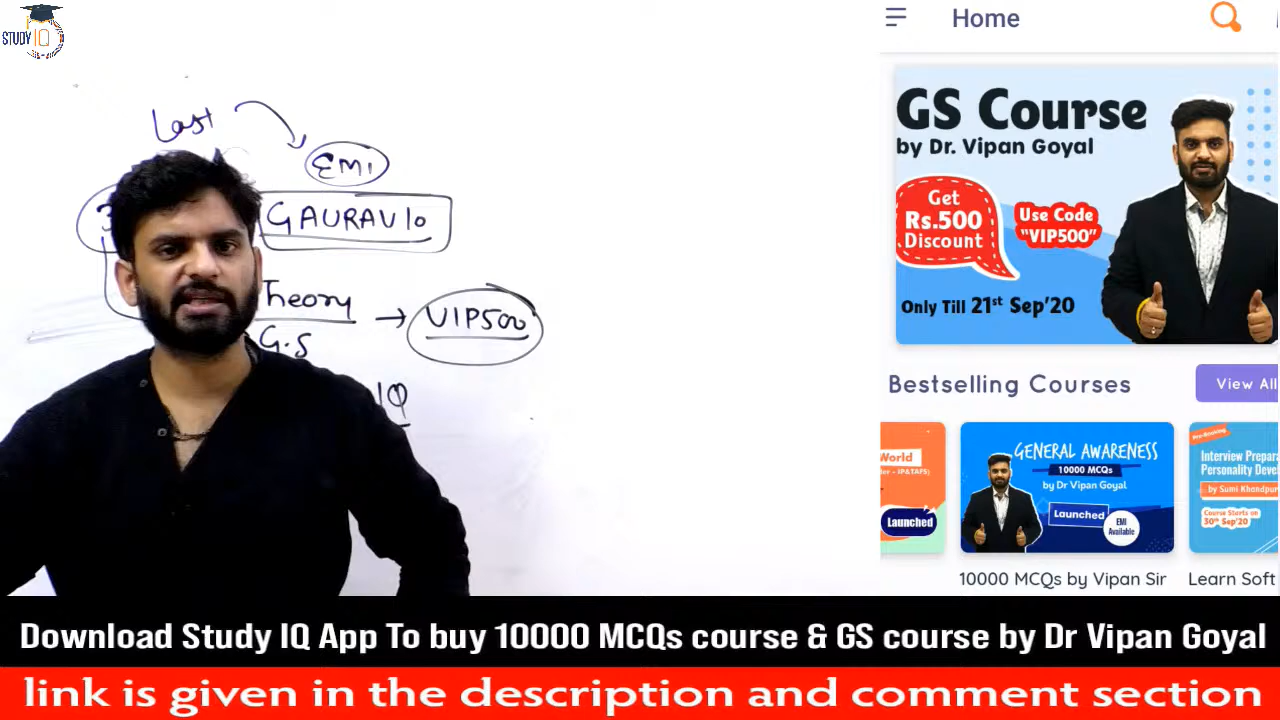 STUDY IQ
Last
EMI
3
GAURAV10
Theory
G.S
VIP500
IQ
Home
GS Course
by Dr. Vipan Goyal
Get
Rs.500
Discount
Use Code
"VIP500"
Only Till 21st Sep'20
Bestselling Courses
View All
World
Launched
GENERAL AWARENESS
10000 MCQs
by Dr Vipan Goyal
Launched
EMI
Available
Pre-Booking
Interview Prepara
Personality Deve
by Sumi Khandpur
Course Starts on
30th Sep'20
10000 MCQs by Vipan Sir
Learn Soft
Download Study IQ App To buy 10000 MCQs course & GS course by Dr Vipan Goyal
link is given in the description and comment section